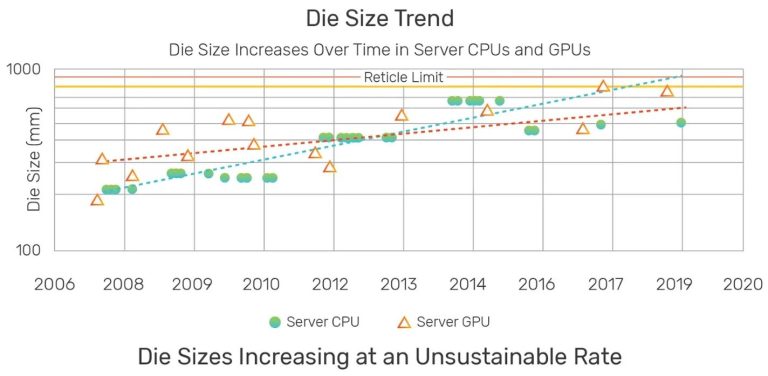 Die Size Trend
Die Size Increases Over Time in Server CPUs and GPUs
1000
Reticle Limit
Die Size (mm)
100
2006 2008 2009 2010 2012 2013 2014 2016 2017 2019 2020
Server CPU Server GPU
Die Sizes Increasing at an Unsustainable Rate